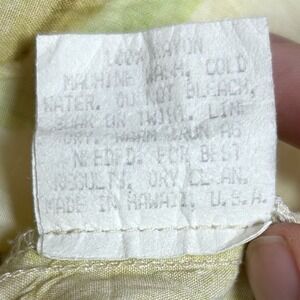 100% RAYON
MACHINE WASH, COLD
WATER. DO NOT BLEACH,
SOAK OR TWIST. LINE
DRY. WARM IRON AS
NEEDED. FOR BEST
RESULTS, DRY CLEAN.
MADE IN HAWAII, U.S.A.